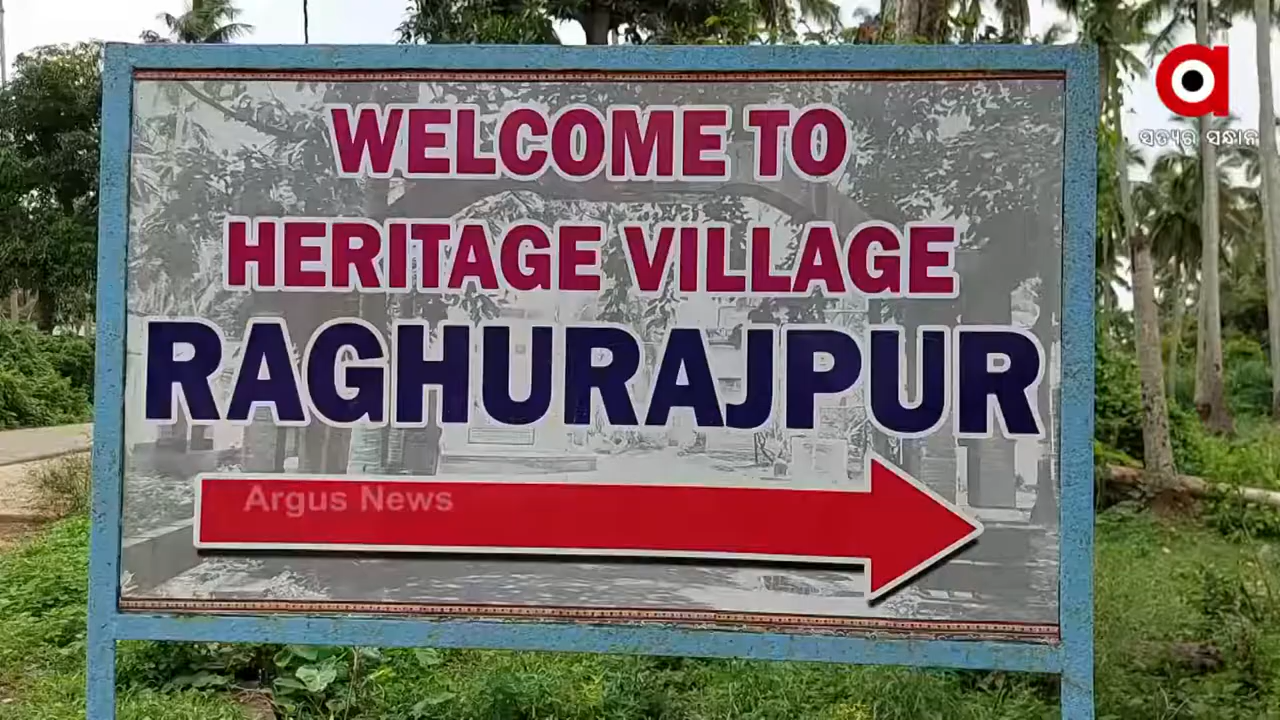 WELCOME TO
HERITAGE VILLAGE
RAGHURAJPUR
Argus News
a
ସତ୍ୟର ସନ୍ଧାନ